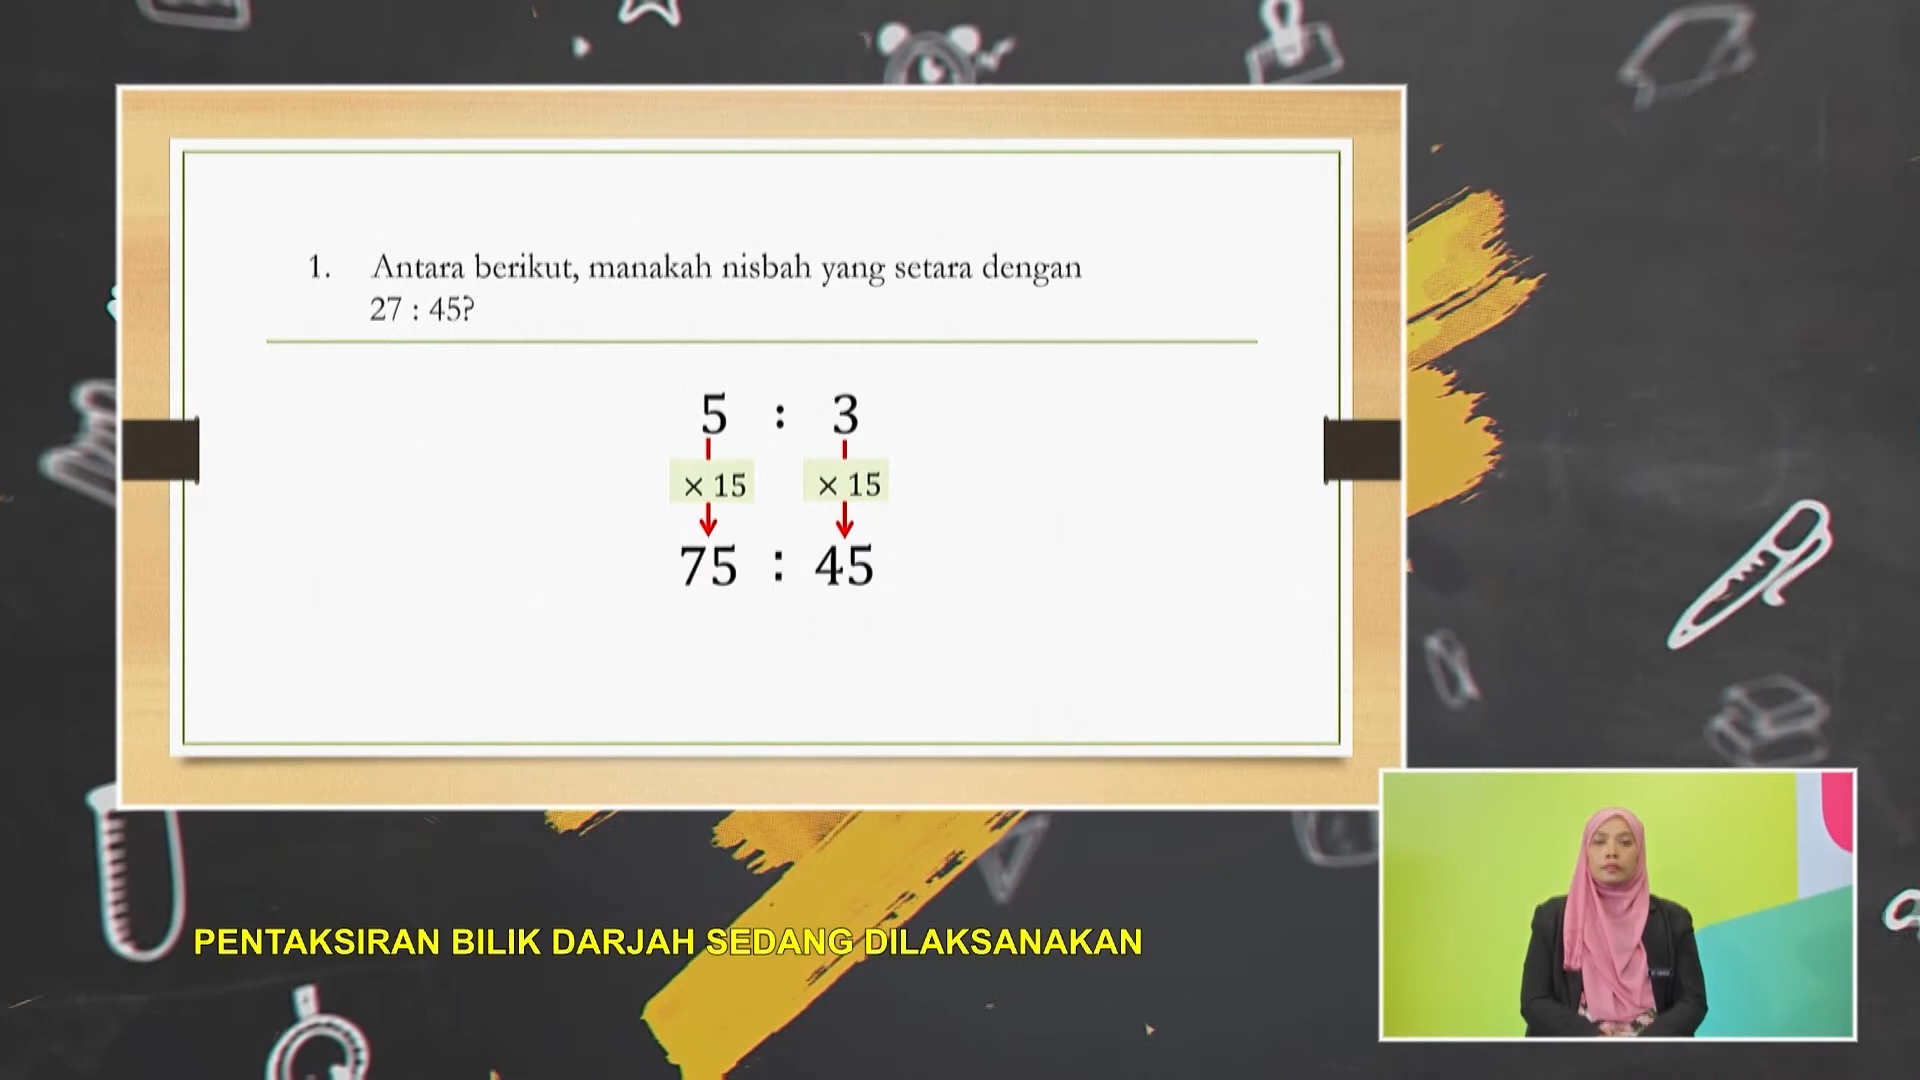 1. Antara berikut, manakah nisbah yang setara dengan
27 : 45?
5 : 3
× 15 × 15
75 : 45
PENTAKSIRAN BILIK DARJAH SEDANG DILAKSANAKAN